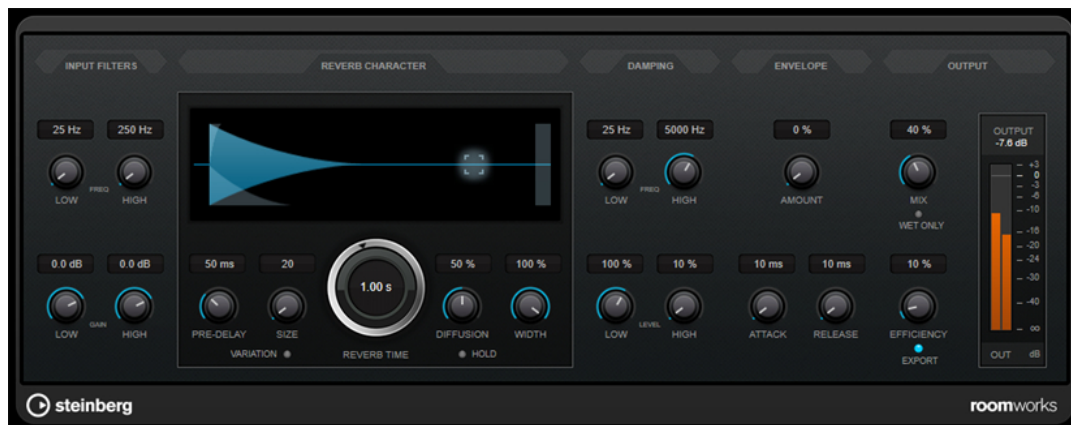 INPUT FILTERS
REVERB CHARACTER
DAMPING
ENVELOPE
OUTPUT
25 Hz 250 Hz
LOW FREQ HIGH
0.0 dB 0.0 dB
LOW GAIN HIGH
50 ms 20
PRE-DELAY SIZE
VARIATION
1.00 s
REVERB TIME
50 % 100 %
DIFFUSION WIDTH
HOLD
25 Hz 5000 Hz
LOW FREQ HIGH
100 % 10 %
LOW LEVEL HIGH
0 %
AMOUNT
10 ms 10 ms
ATTACK RELEASE
40 %
MIX
WET ONLY
10 %
EFFICIENCY
EXPORT
OUTPUT
-7.6 dB
+3
0
-3
-6
-10
-16
-20
-24
-30
-40
∞
OUT dB
steinberg
roomworks